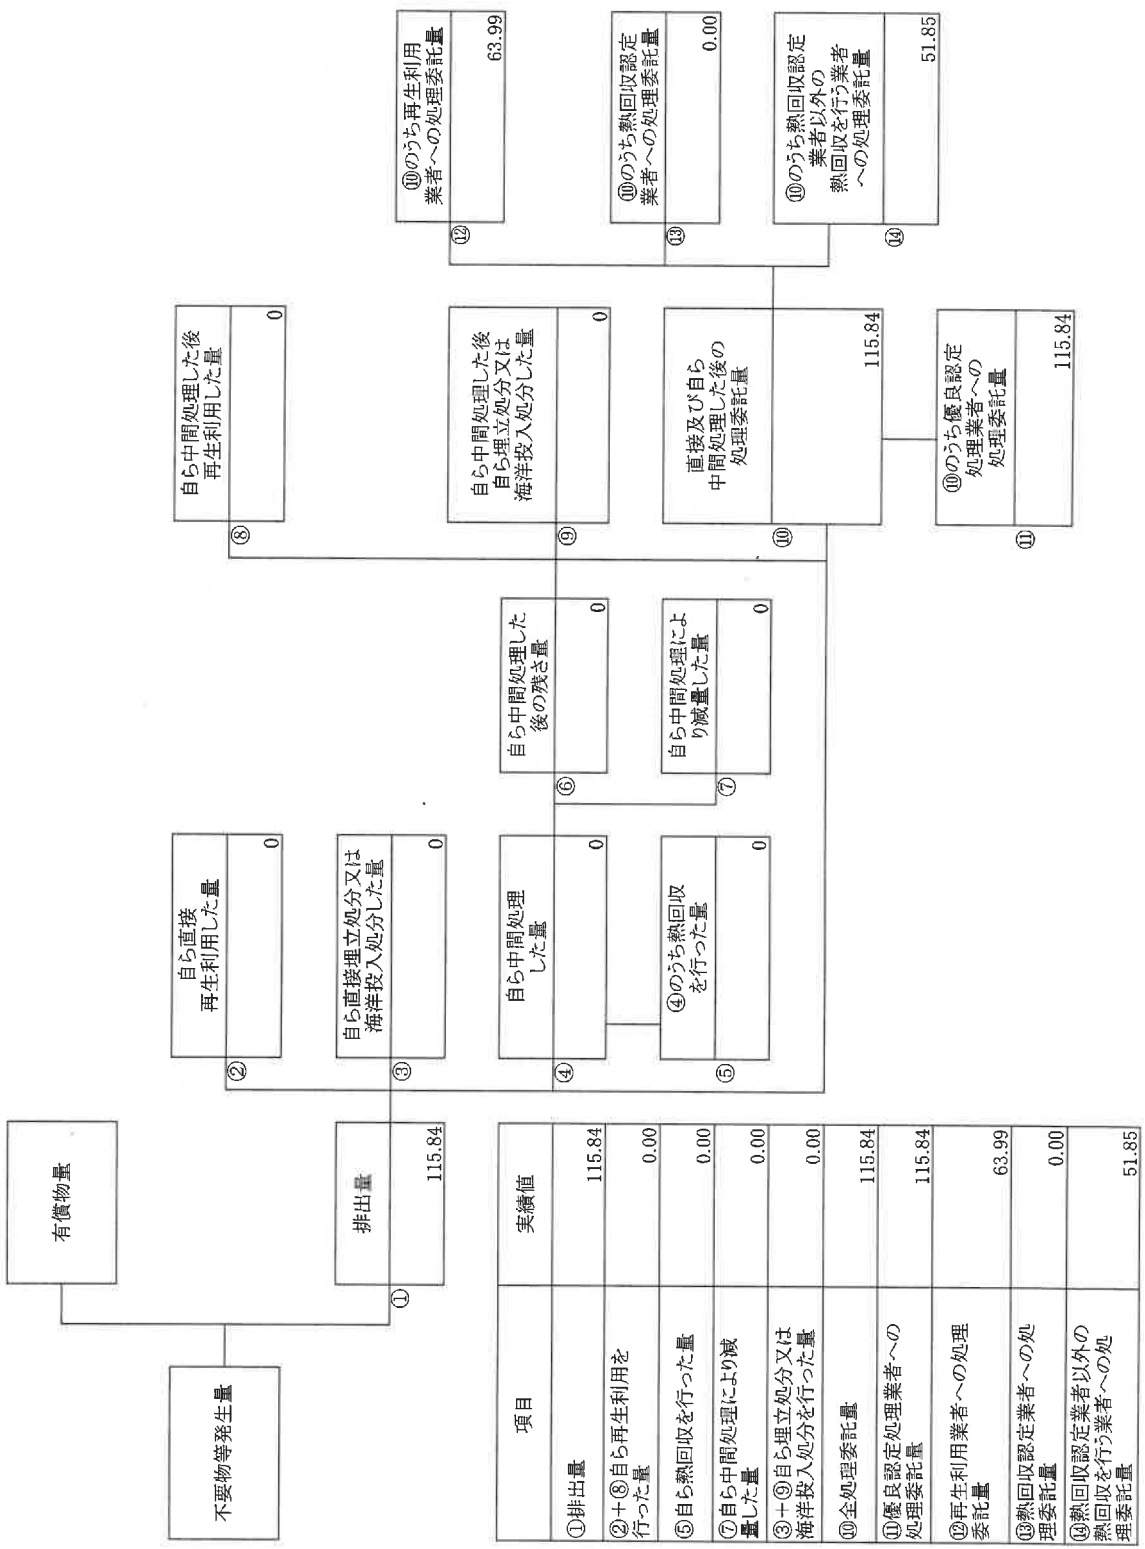 不要物等発生量
有償物量
排出量
①
115.84
自ら直接
再生利用した量
②
0
自ら直接埋立処分又は
海洋投入処分した量
③
0
自ら中間処理
した量
④
0
④のうち熱回収
を行った量
⑤
0
自ら中間処理した
後の残さ量
⑥
0
自ら中間処理によ
り減量した量
⑦
0
自ら中間処理した後
再生利用した量
⑧
0
自ら中間処理した後
自ら埋立処分又は
海洋投入処分した量
⑨
0
直接及び自ら
中間処理した後の
処理委託量
⑩
115.84
⑩のうち優良認定
処理業者への
処理委託量
⑪
115.84
⑩のうち再生利用
業者への処理委託量
⑫
63.99
⑩のうち熱回収認定
業者への処理委託量
⑬
0.00
⑩のうち熱回収認定
業者以外の
熱回収を行う業者
への処理委託量
⑭
51.85
項目 実績値
①排出量 115.84
②+⑧自ら再生利用を
行った量 0.00
⑤自ら熱回収を行った量 0.00
⑦自ら中間処理により減
量した量 0.00
③+⑨自ら埋立処分又は
海洋投入処分を行った量 0.00
⑩全処理委託量 115.84
⑪優良認定処理業者への
処理委託量 115.84
⑫再生利用業者への処理
委託量 63.99
⑬熱回収認定業者への処
理委託量 0.00
⑭熱回収認定業者以外の
熱回収を行う業者への処
理委託量 51.85